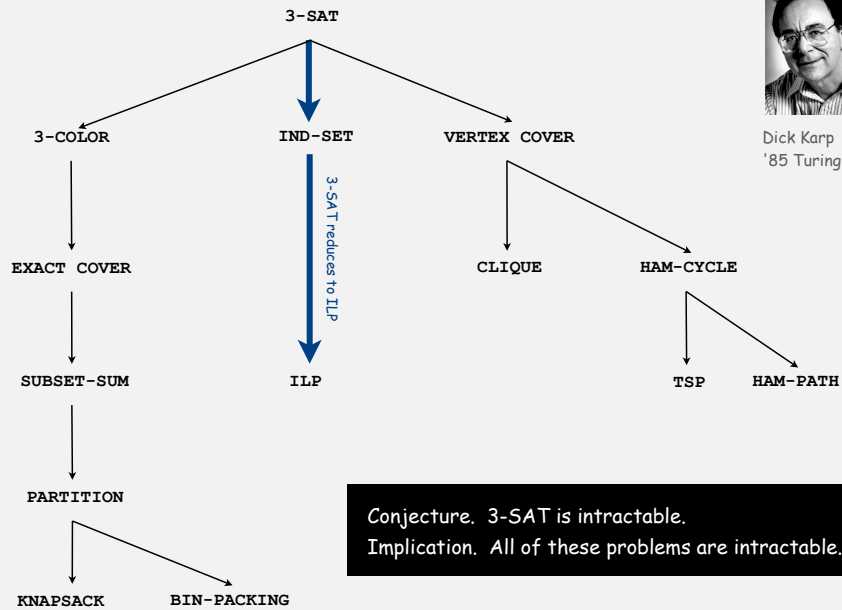 3-SAT
Dick Karp
'85 Turing
3-COLOR
IND-SET
VERTEX COVER
3-SAT reduces to ILP
EXACT COVER
CLIQUE
HAM-CYCLE
SUBSET-SUM
ILP
TSP
HAM-PATH
PARTITION
Conjecture. 3-SAT is intractable.
Implication. All of these problems are intractable.
KNAPSACK
BIN-PACKING